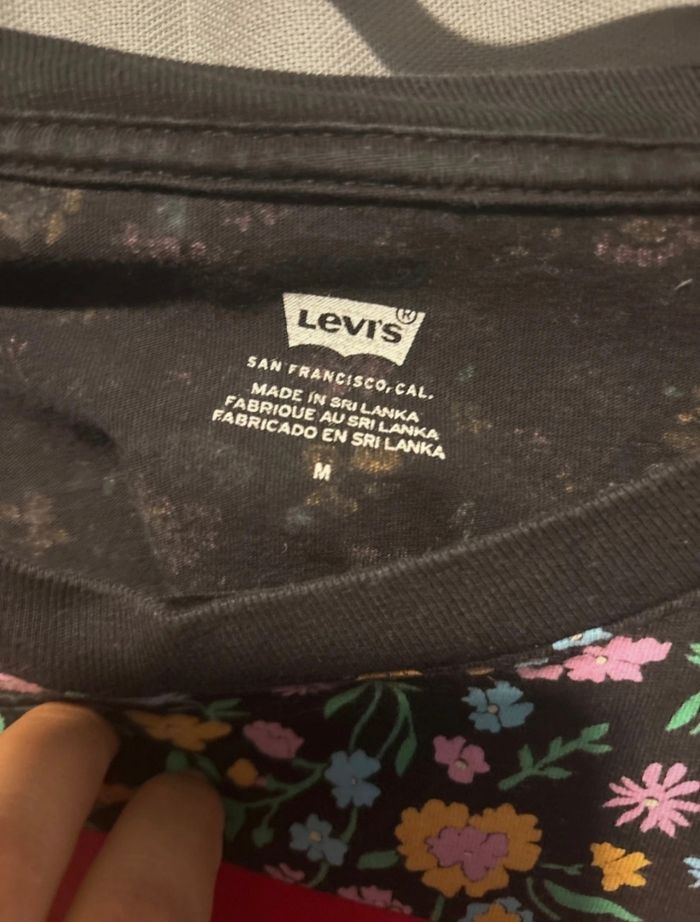 Levi's®
SAN FRANCISCO, CAL.
MADE IN SRI LANKA
FABRIQUE AU SRI LANKA
FABRICADO EN SRI LANKA
M